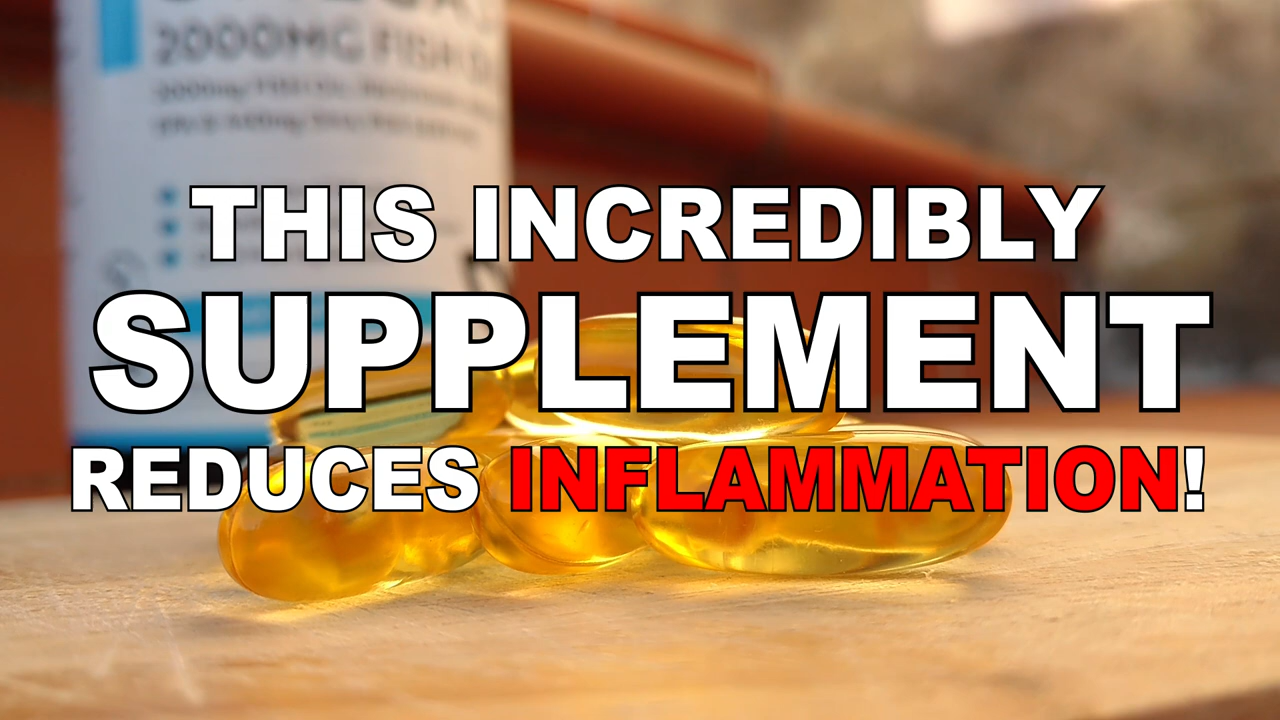 2000MG FISH
THIS INCREDIBLY
SUPPLEMENT
REDUCES INFLAMMATION!